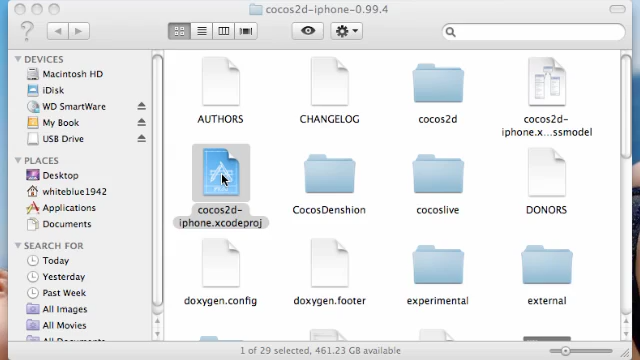 cocos2d-iphone-0.99.4
DEVICES
Macintosh HD
iDisk
WD SmartWare
My Book
USB Drive
PLACES
Desktop
whiteblue1942
Applications
Documents
SEARCH FOR
Today
Yesterday
Past Week
All Images
All Movies
AUTHORS
CHANGELOG
cocos2d
cocos2d-
iphone.x...ssmodel
cocos2d-
iphone.xcodeproj
CocosDenshion
cocoslive
DONORS
doxygen.config
doxygen.footer
experimental
external
1 of 29 selected, 461.23 GB available